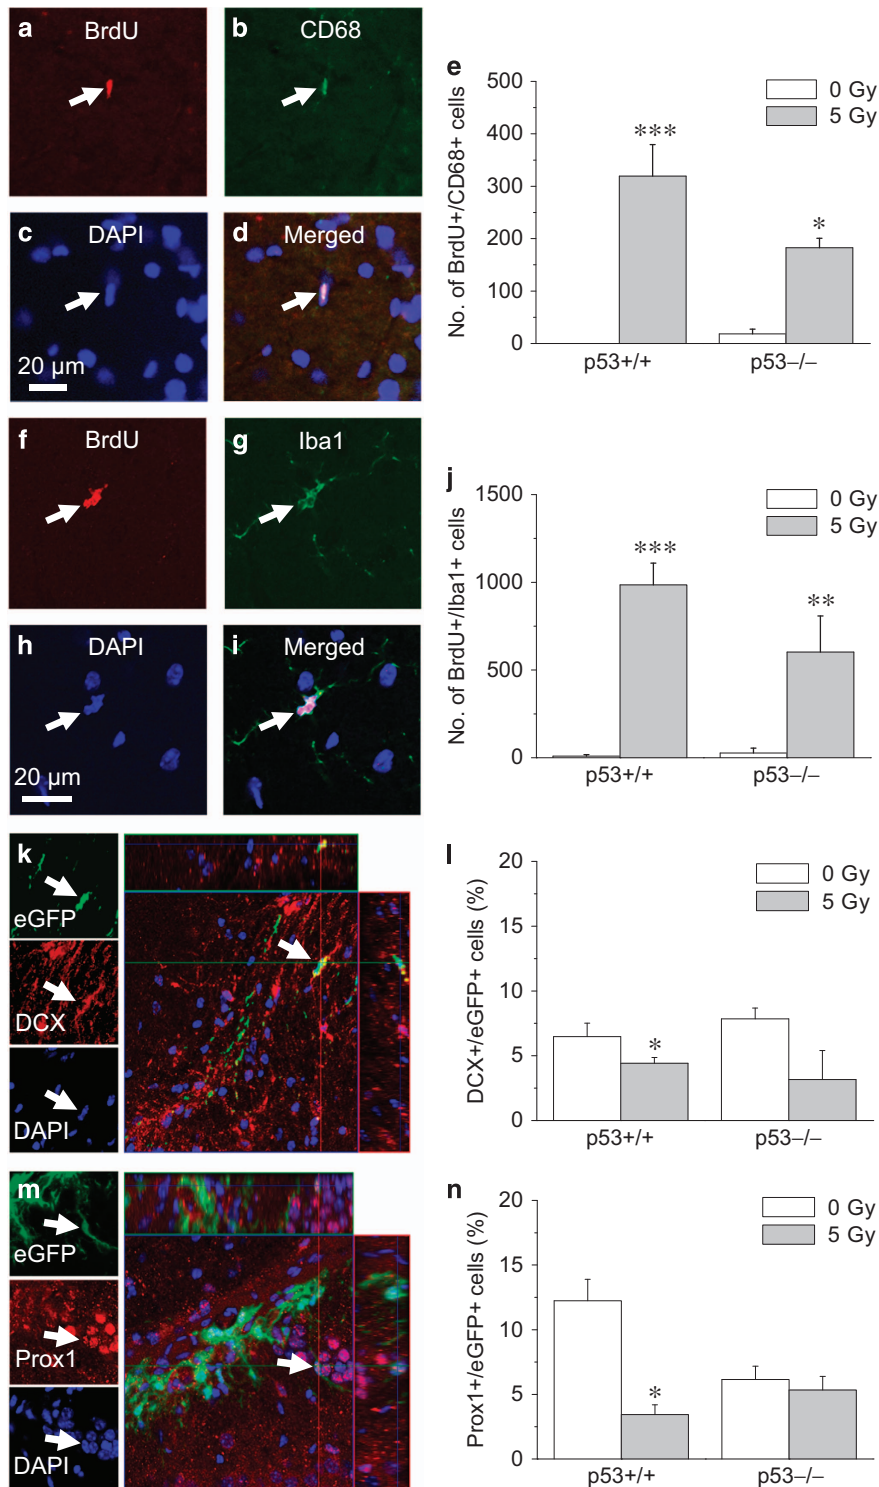 a BrdU
b CD68
c DAPI
20 µm
d Merged
e
No. of BrdU+/CD68+ cells
500
400
300
200
100
0
0 Gy
5 Gy
***
*
p53+/+
p53−/−
f BrdU
g Iba1
h DAPI
20 µm
i Merged
j
No. of BrdU+/Iba1+ cells
1500
1000
500
0
0 Gy
5 Gy
***
**
p53+/+
p53−/−
k
eGFP
DCX
DAPI
l
DCX+/eGFP+ cells (%)
20
15
10
5
0
0 Gy
5 Gy
*
p53+/+
p53−/−
m
eGFP
Prox1
DAPI
n
Prox1+/eGFP+ cells (%)
20
15
10
5
0
0 Gy
5 Gy
*
p53+/+
p53−/−